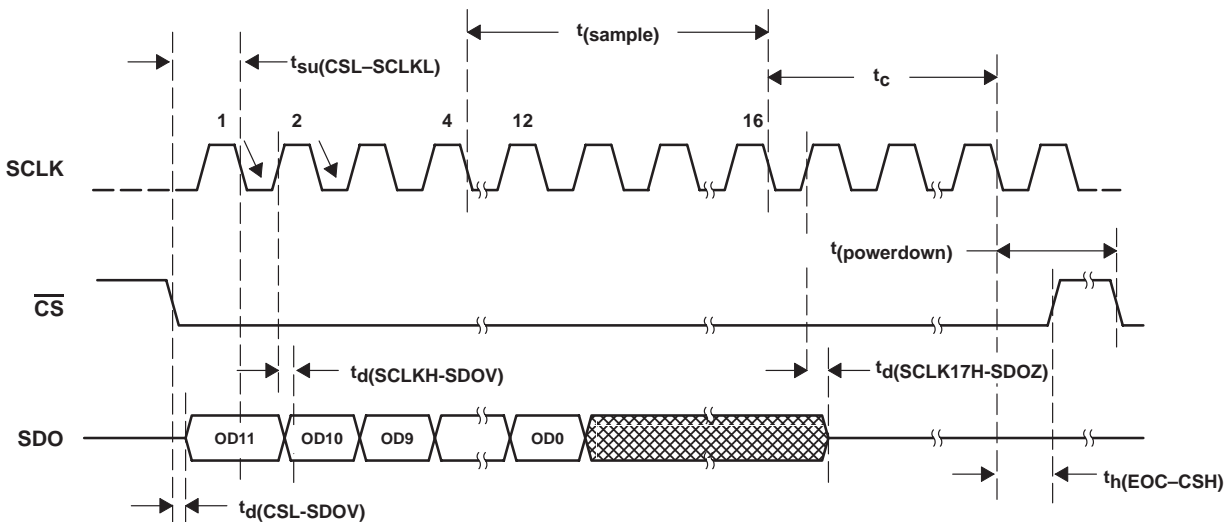 t(sample)
tsu(CSL–SCLKL)
tc
1 2 4 12 16
SCLK
t(powerdown)
CS
td(SCLKH-SDOV)
td(SCLK17H-SDOZ)
SDO
OD11 OD10 OD9 OD0
th(EOC–CSH)
td(CSL-SDOV)